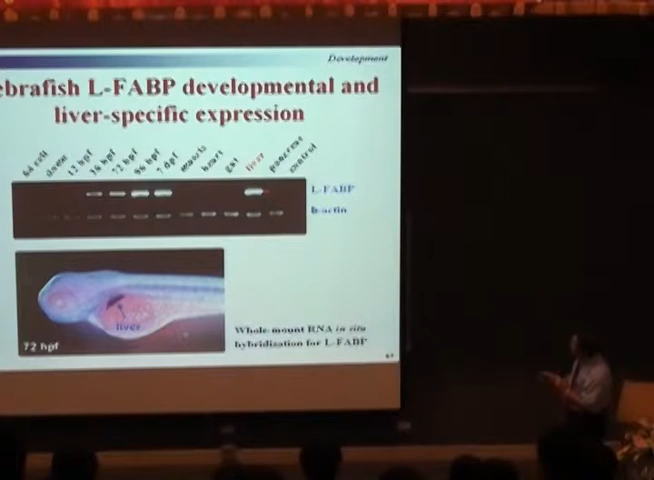 Development
ebrafish L-FABP developmental and
liver-specific expression
64 cell
dome
13 hpf
36 hpf
72 hpf
96 hpf
7 dpf
muscle
heart
gut
liver
pancreas
control
L-FABP
b-actin
liver
72 hpf
Whole-mount RNA in situ
hybridization for L-FABP